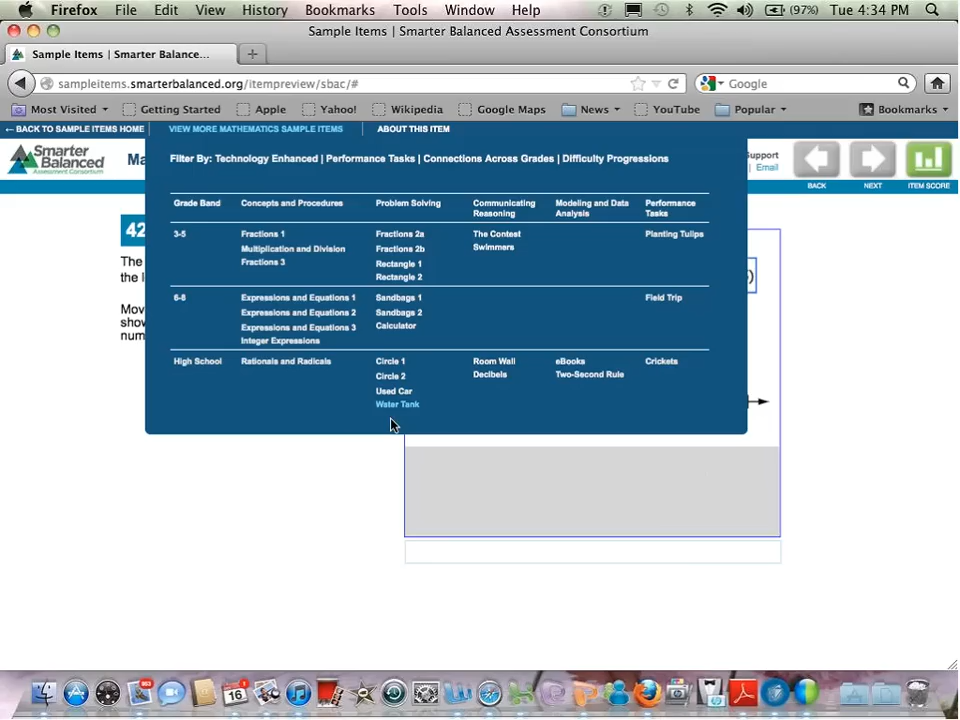 Firefox File Edit View History Bookmarks Tools Window Help (97%) Tue 4:34 PM
Sample Items | Smarter Balanced Assessment Consortium
Sample Items | Smarter Balance...
sampleitems.smarterbalanced.org/itempreview/sbac/#
Google
Most Visited Getting Started Apple Yahoo! Wikipedia Google Maps News YouTube Popular Bookmarks
← BACK TO SAMPLE ITEMS HOME VIEW MORE MATHEMATICS SAMPLE ITEMS ABOUT THIS ITEM
Smarter Balanced
Assessment Consortium
Ma
Filter By: Technology Enhanced | Performance Tasks | Connections Across Grades | Difficulty Progressions
upport
| Email
BACK NEXT ITEM SCORE
Grade Band Concepts and Procedures Problem Solving Communicating Reasoning Modeling and Data Analysis Performance Tasks
3-5 Fractions 1 Fractions 2a The Contest Planting Tulips
Multiplication and Division Fractions 2b Swimmers
Fractions 3 Rectangle 1
Rectangle 2
6-8 Expressions and Equations 1 Sandbags 1 Field Trip
Expressions and Equations 2 Sandbags 2
Expressions and Equations 3 Calculator
Integer Expressions
High School Rationals and Radicals Circle 1 Room Wall eBooks Crickets
Circle 2 Decibels Two-Second Rule
Used Car
Water Tank
42
The
the l
Mov
show
num
963
16